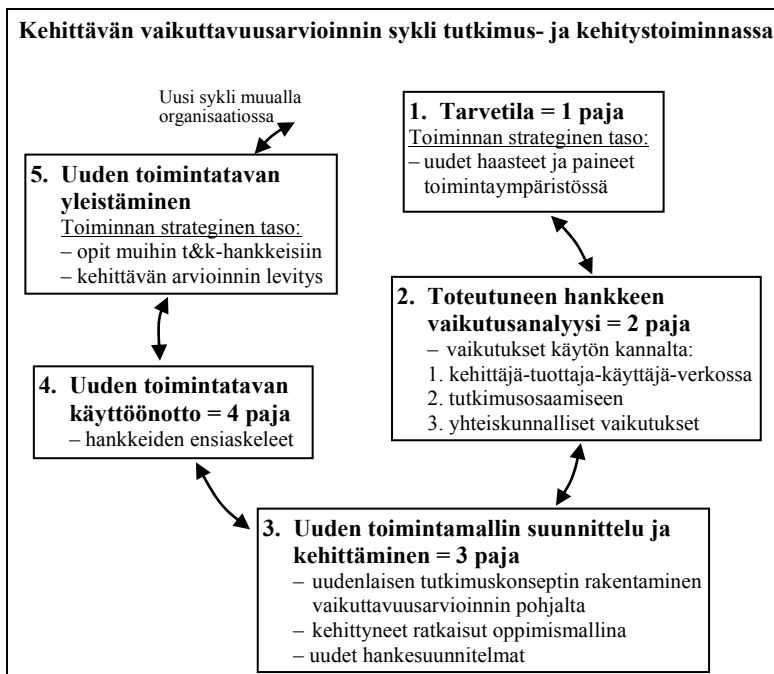 Kehittävän vaikuttavuusarvioinnin sykli tutkimus- ja kehitystoiminnassa
Uusi sykli muualla
organisaatiossa
1. Tarvetila = 1 paja
Toiminnan strateginen taso:
– uudet haasteet ja paineet
toimintaympäristössä
2. Toteutuneen hankkeen
vaikutusanalyysi = 2 paja
– vaikutukset käytön kannalta:
1. kehittäjä-tuottaja-käyttäjä-verkossa
2. tutkimusosaamiseen
3. yhteiskunnalliset vaikutukset
3. Uuden toimintamallin suunnittelu ja
kehittäminen = 3 paja
– uudenlaisen tutkimuskonseptin rakentaminen
vaikuttavuusarvioinnin pohjalta
– kehittyneet ratkaisut oppimismallina
– uudet hankesuunnitelmat
4. Uuden toimintatavan
käyttöönotto = 4 paja
– hankkeiden ensiaskeleet
5. Uuden toimintatavan
yleistäminen
Toiminnan strateginen taso:
– opit muihin t&k-hankkeisiin
– kehittävän arvioinnin levitys